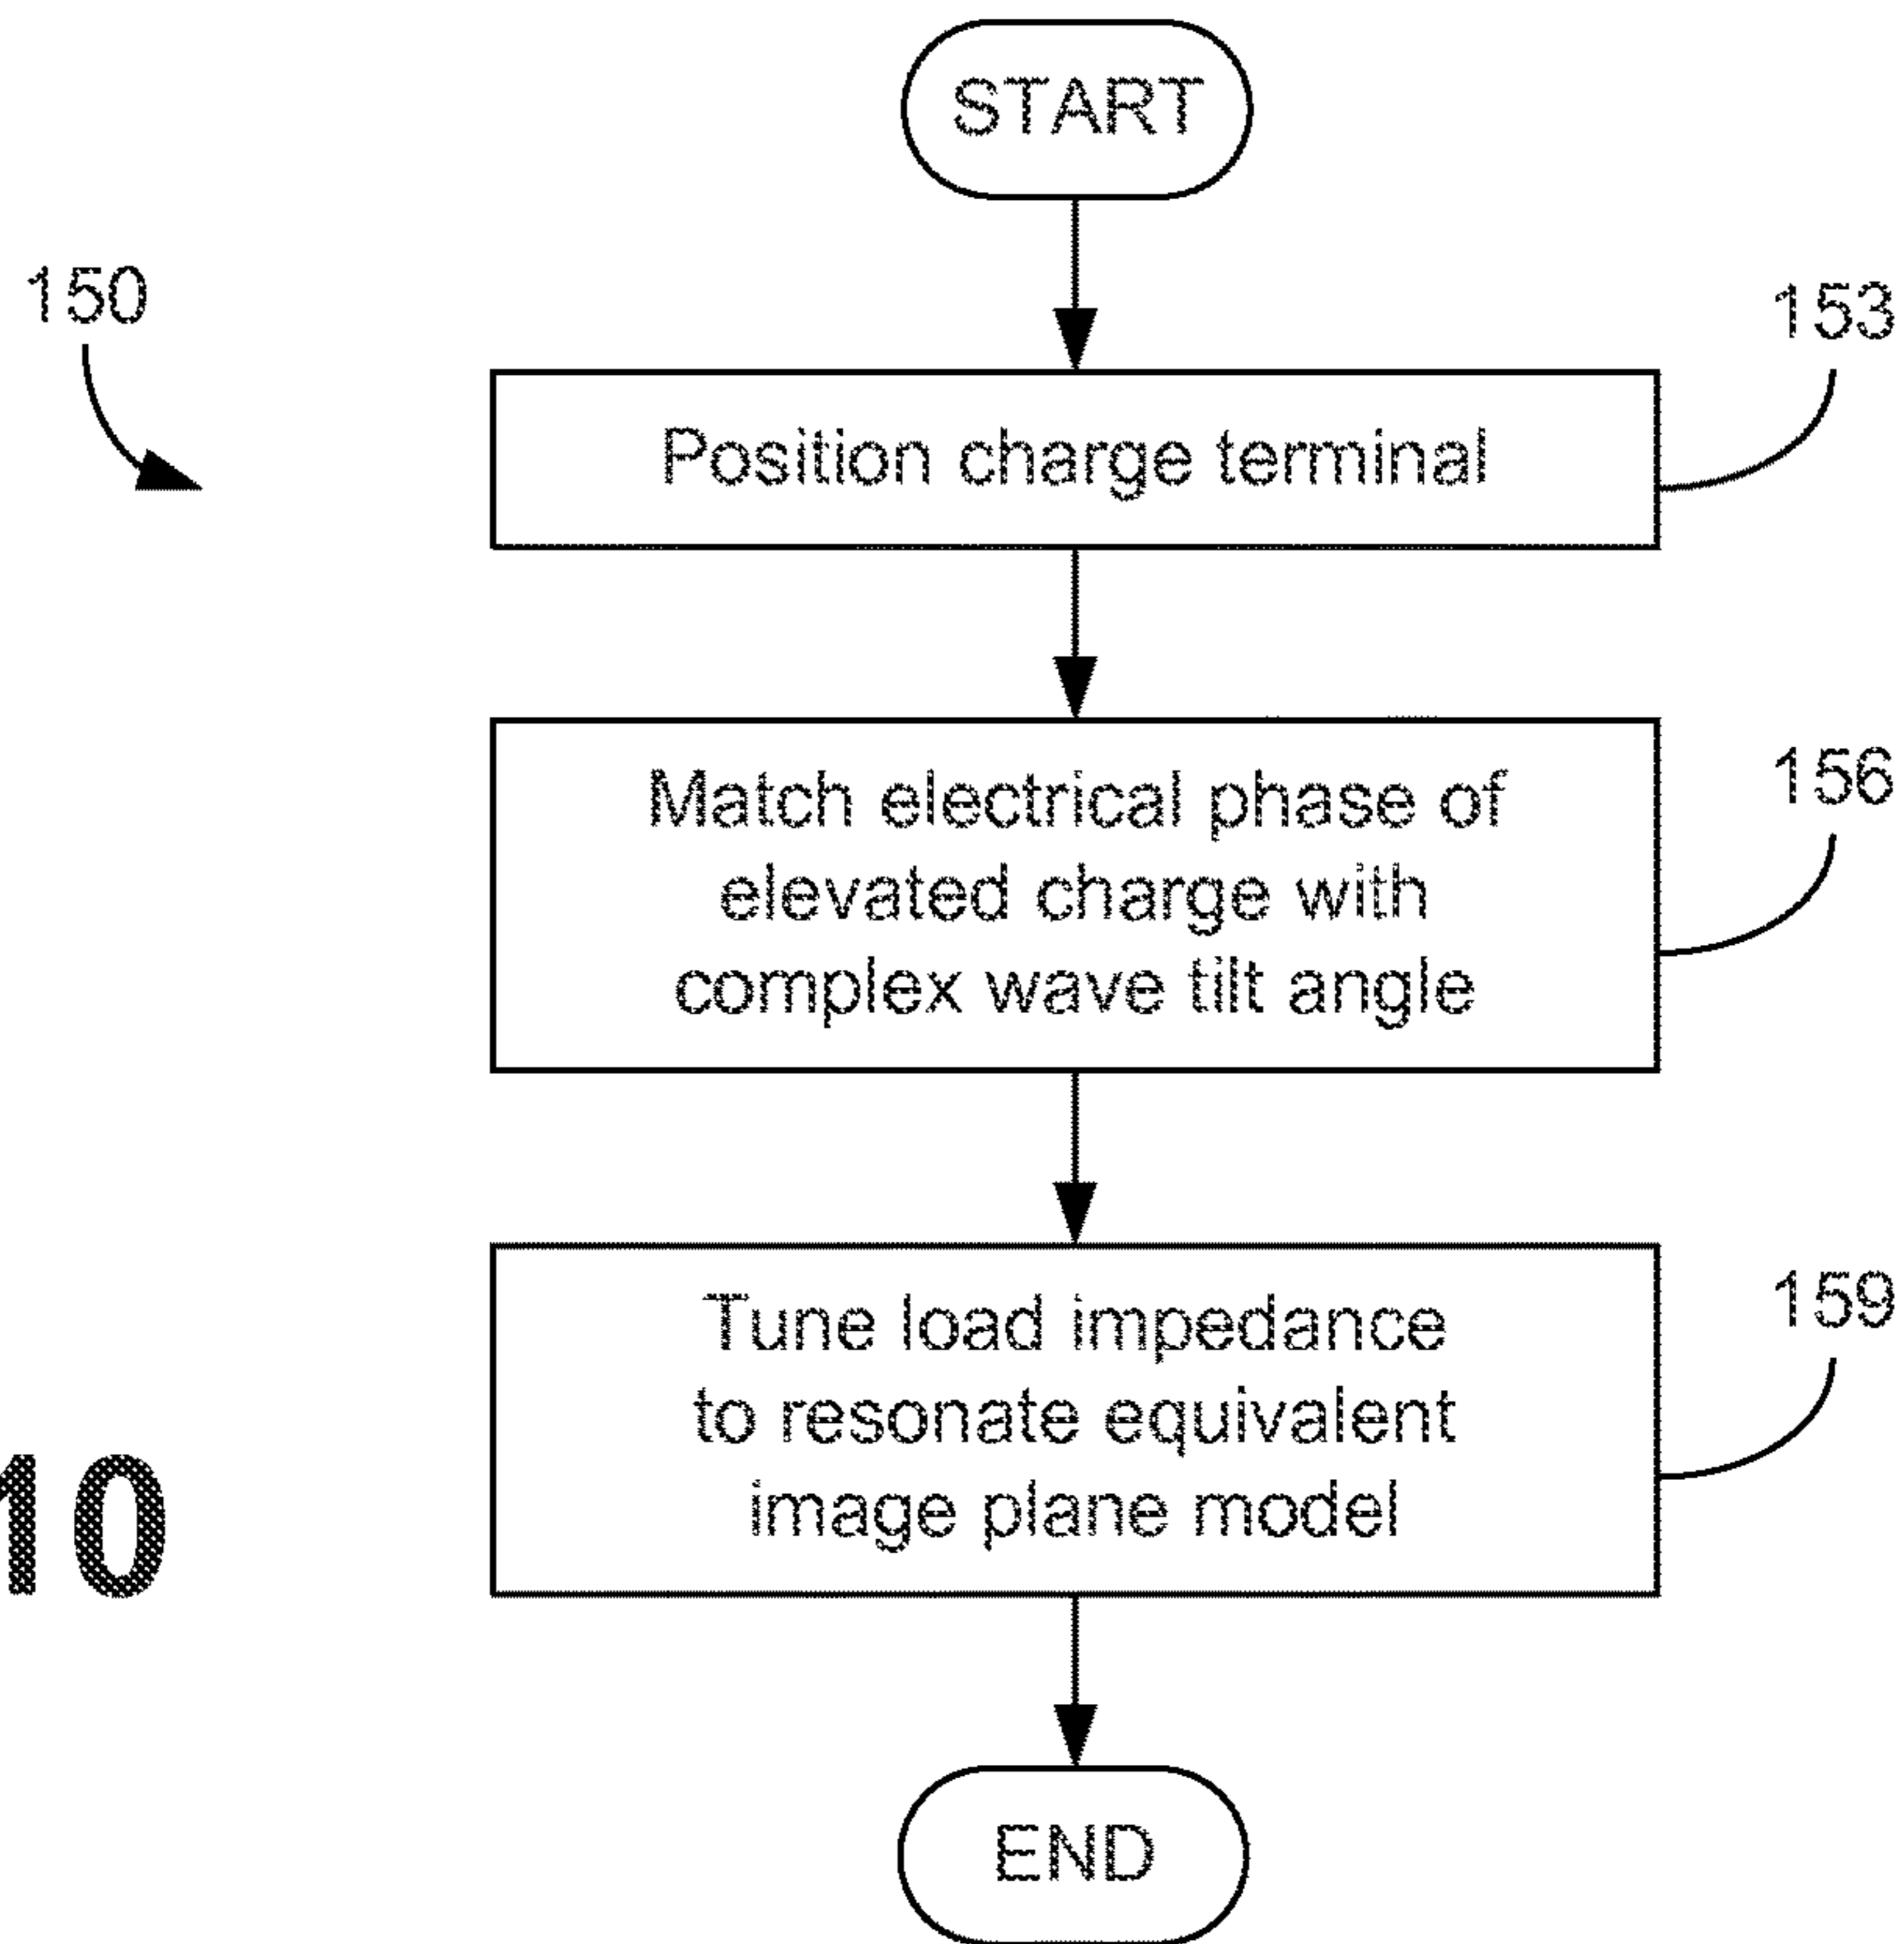 START
150
153
Position charge terminal
156
Match electrical phase of
elevated charge with
complex wave tilt angle
159
Tune load impedance
to resonate equivalent
image plane model
10
END